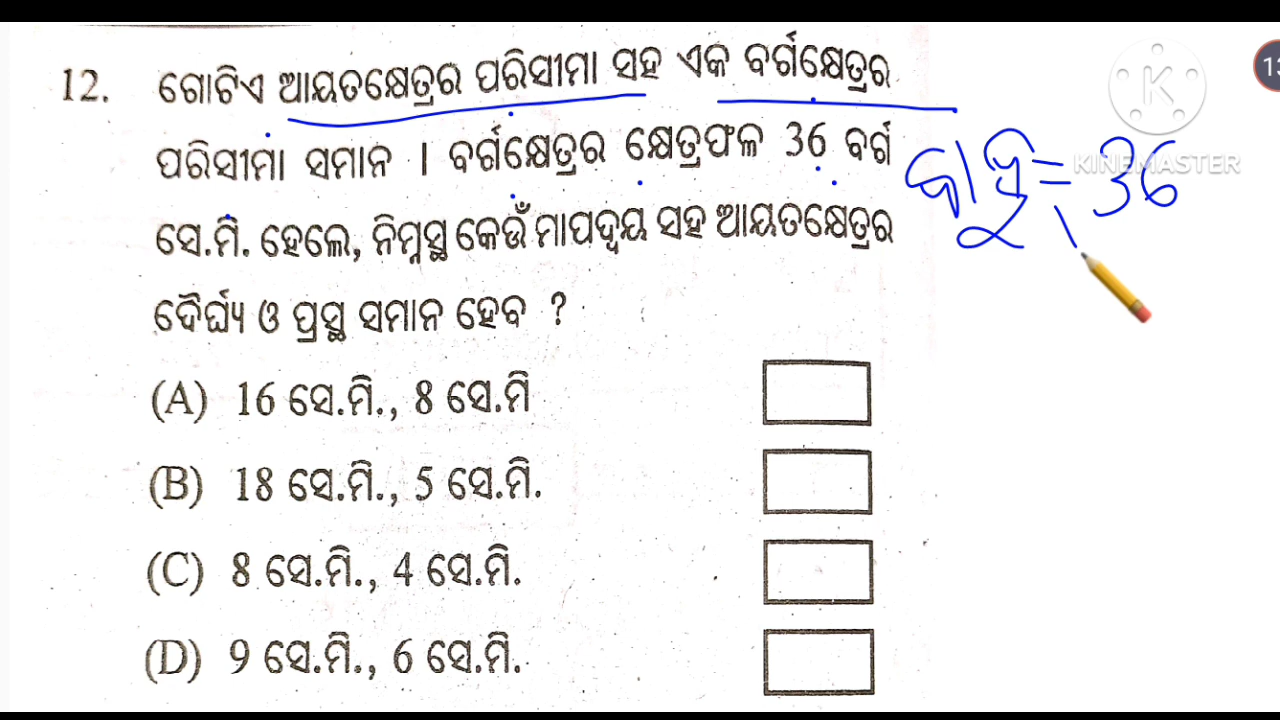 12. ଗୋଟିଏ ଆୟତକ୍ଷେତ୍ରର ପରିସୀମା ସହ ଏକ ବର୍ଗକ୍ଷେତ୍ରର
ପରିସୀମା ସମାନ । ବର୍ଗକ୍ଷେତ୍ରର କ୍ଷେତ୍ରଫଳ 36 ବର୍ଗ
ସେ.ମି. ହେଲେ, ନିମ୍ନସ୍ଥ କେଉଁ ମାପଦ୍ୱୟ ସହ ଆୟତକ୍ଷେତ୍ରର
ଦୈର୍ଘ୍ୟ ଓ ପ୍ରସ୍ଥ ସମାନ ହେବ ?
(A) 16 ସେ.ମି., 8 ସେ.ମି
(B) 18 ସେ.ମି., 5 ସେ.ମି.
(C) 8 ସେ.ମି., 4 ସେ.ମି.
(D) 9 ସେ.ମି., 6 ସେ.ମି.
ବାହୁ = 36
KINEMASTER
K
13